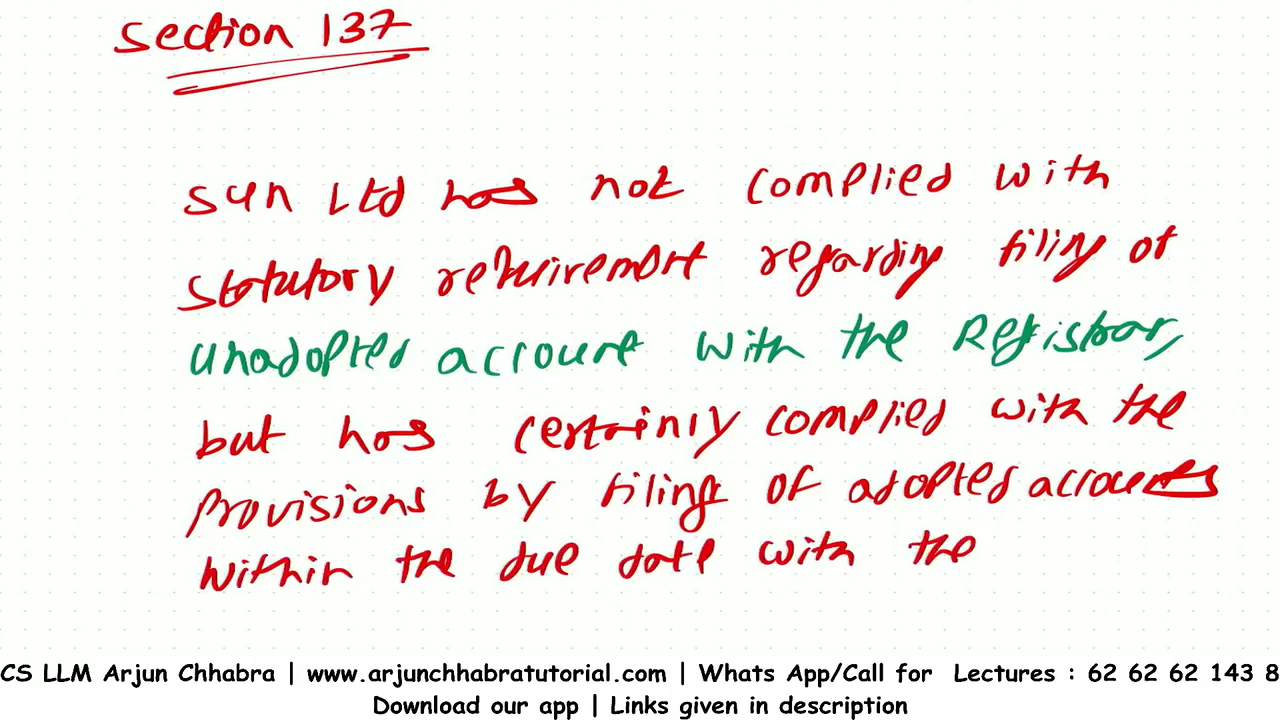 Section 137
Sun Ltd has not complied with
statutory requirement regarding filing of
unadopted account with the Registrar,
but has certainly complied with the
provisions by filing of adopted accounts
within the due date with the
CS LLM Arjun Chhabra | www.arjunchhabratutorial.com | Whats App/Call for Lectures : 62 62 62 143 8
Download our app | Links given in description